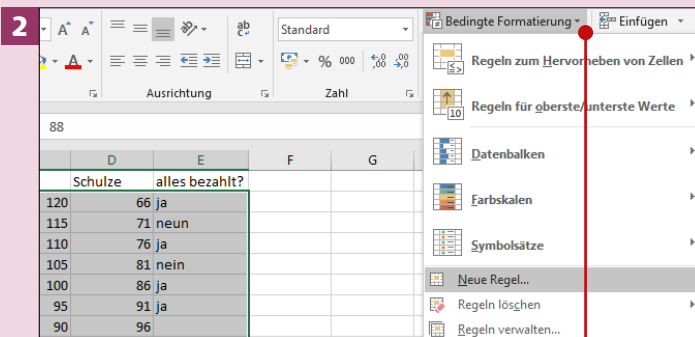 2
Standard
Bedingte Formatierung
Einfügen
% 000
Ausrichtung
Zahl
88
D E F G
Schulze alles bezahlt?
120 66 ja
115 71 neun
110 76 ja
105 81 nein
100 86 ja
95 91 ja
90 96
Regeln zum Hervorheben von Zellen
Regeln für oberste/unterste Werte
Datenbalken
Farbskalen
Symbolsätze
Neue Regel...
Regeln löschen
Regeln verwalten...